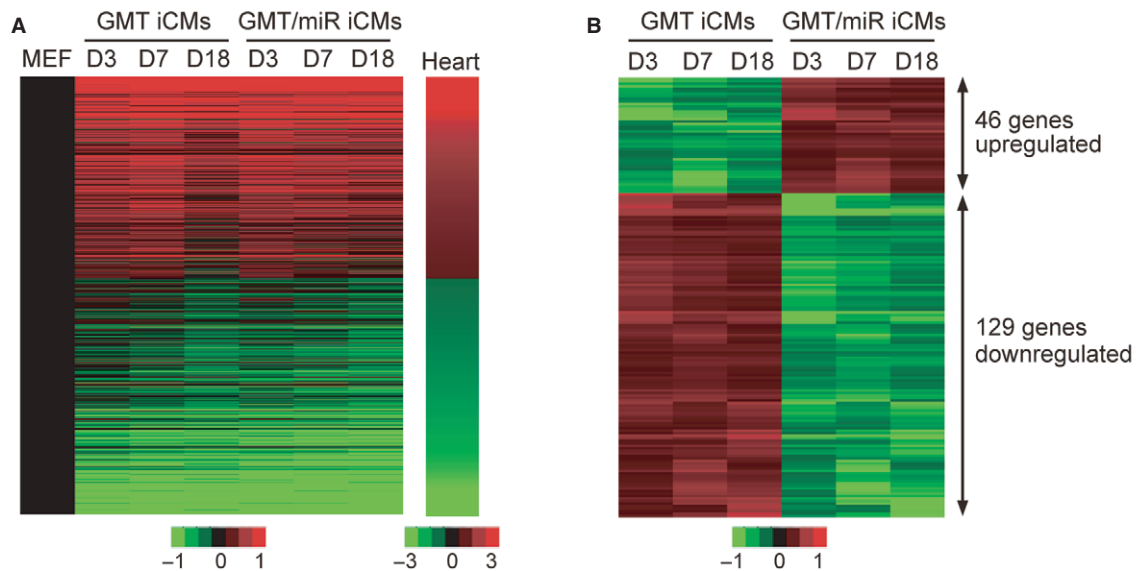 A
GMT iCMs GMT/miR iCMs
MEF D3 D7 D18 D3 D7 D18 Heart
–1 0 1
–3 0 3
B
GMT iCMs GMT/miR iCMs
D3 D7 D18 D3 D7 D18
46 genes
upregulated
129 genes
downregulated
–1 0 1